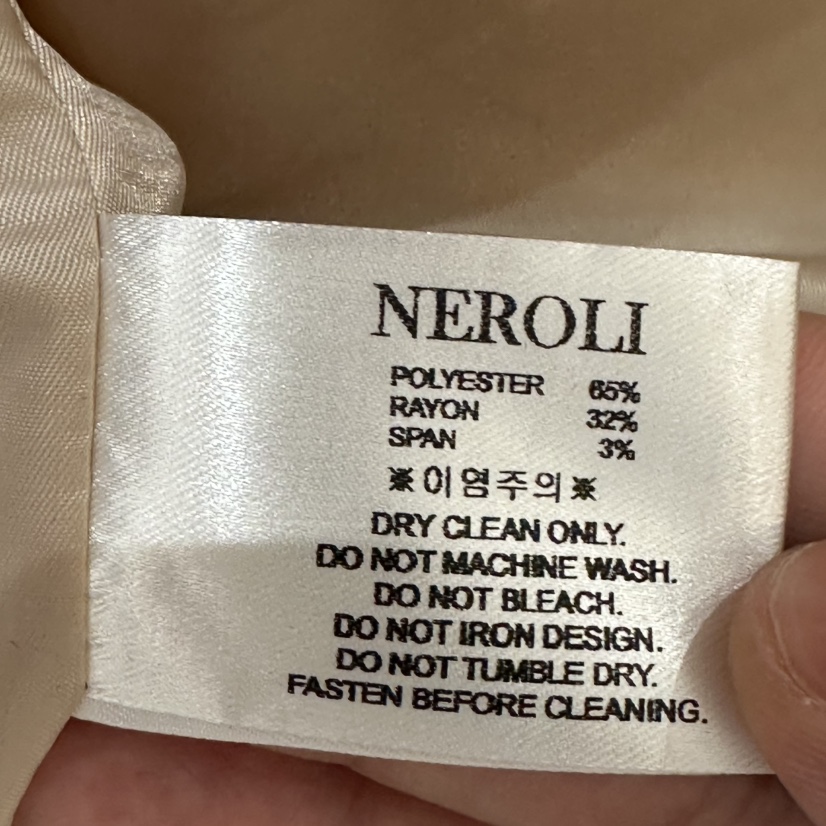 NEROLI
POLYESTER 65%
RAYON 32%
SPAN 3%
※이염주의※
DRY CLEAN ONLY.
DO NOT MACHINE WASH.
DO NOT BLEACH.
DO NOT IRON DESIGN.
DO NOT TUMBLE DRY.
FASTEN BEFORE CLEANING.